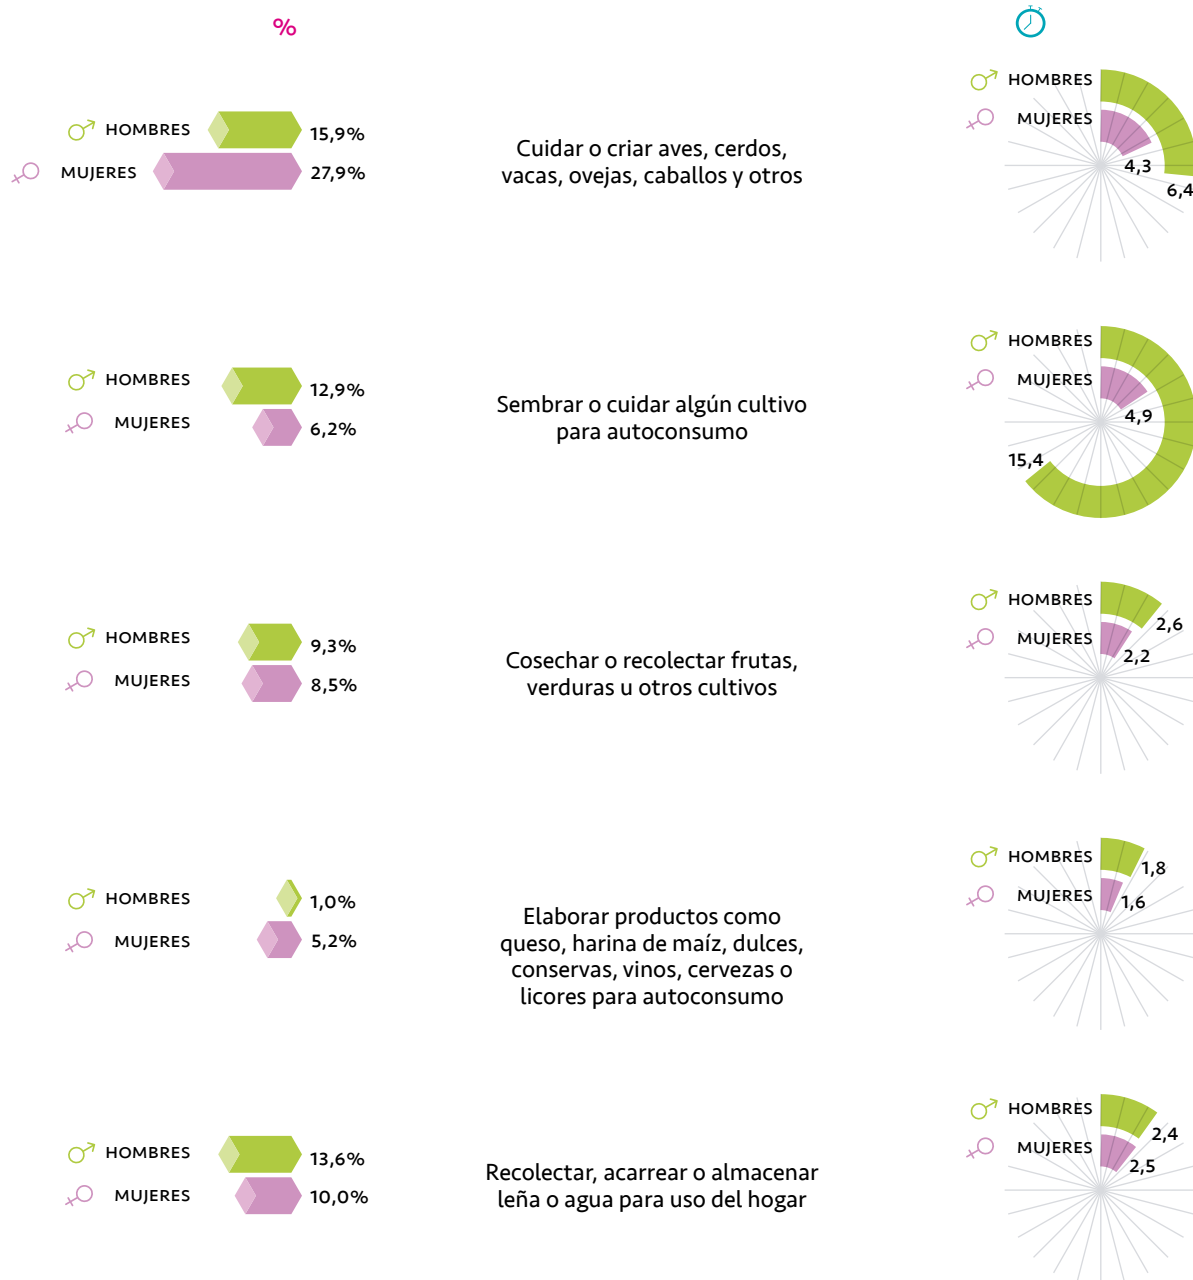 %
HOMBRES
15,9%
MUJERES
27,9%
Cuidar o criar aves, cerdos,
vacas, ovejas, caballos y otros
HOMBRES
MUJERES
4,3
6,4
HOMBRES
12,9%
MUJERES
6,2%
Sembrar o cuidar algún cultivo
para autoconsumo
HOMBRES
MUJERES
4,9
15,4
HOMBRES
9,3%
MUJERES
8,5%
Cosechar o recolectar frutas,
verduras u otros cultivos
HOMBRES
2,6
MUJERES
2,2
HOMBRES
1,0%
MUJERES
5,2%
Elaborar productos como
queso, harina de maíz, dulces,
conservas, vinos, cervezas o
licores para autoconsumo
HOMBRES
1,8
MUJERES
1,6
HOMBRES
13,6%
MUJERES
10,0%
Recolectar, acarrear o almacenar
leña o agua para uso del hogar
HOMBRES
2,4
MUJERES
2,5